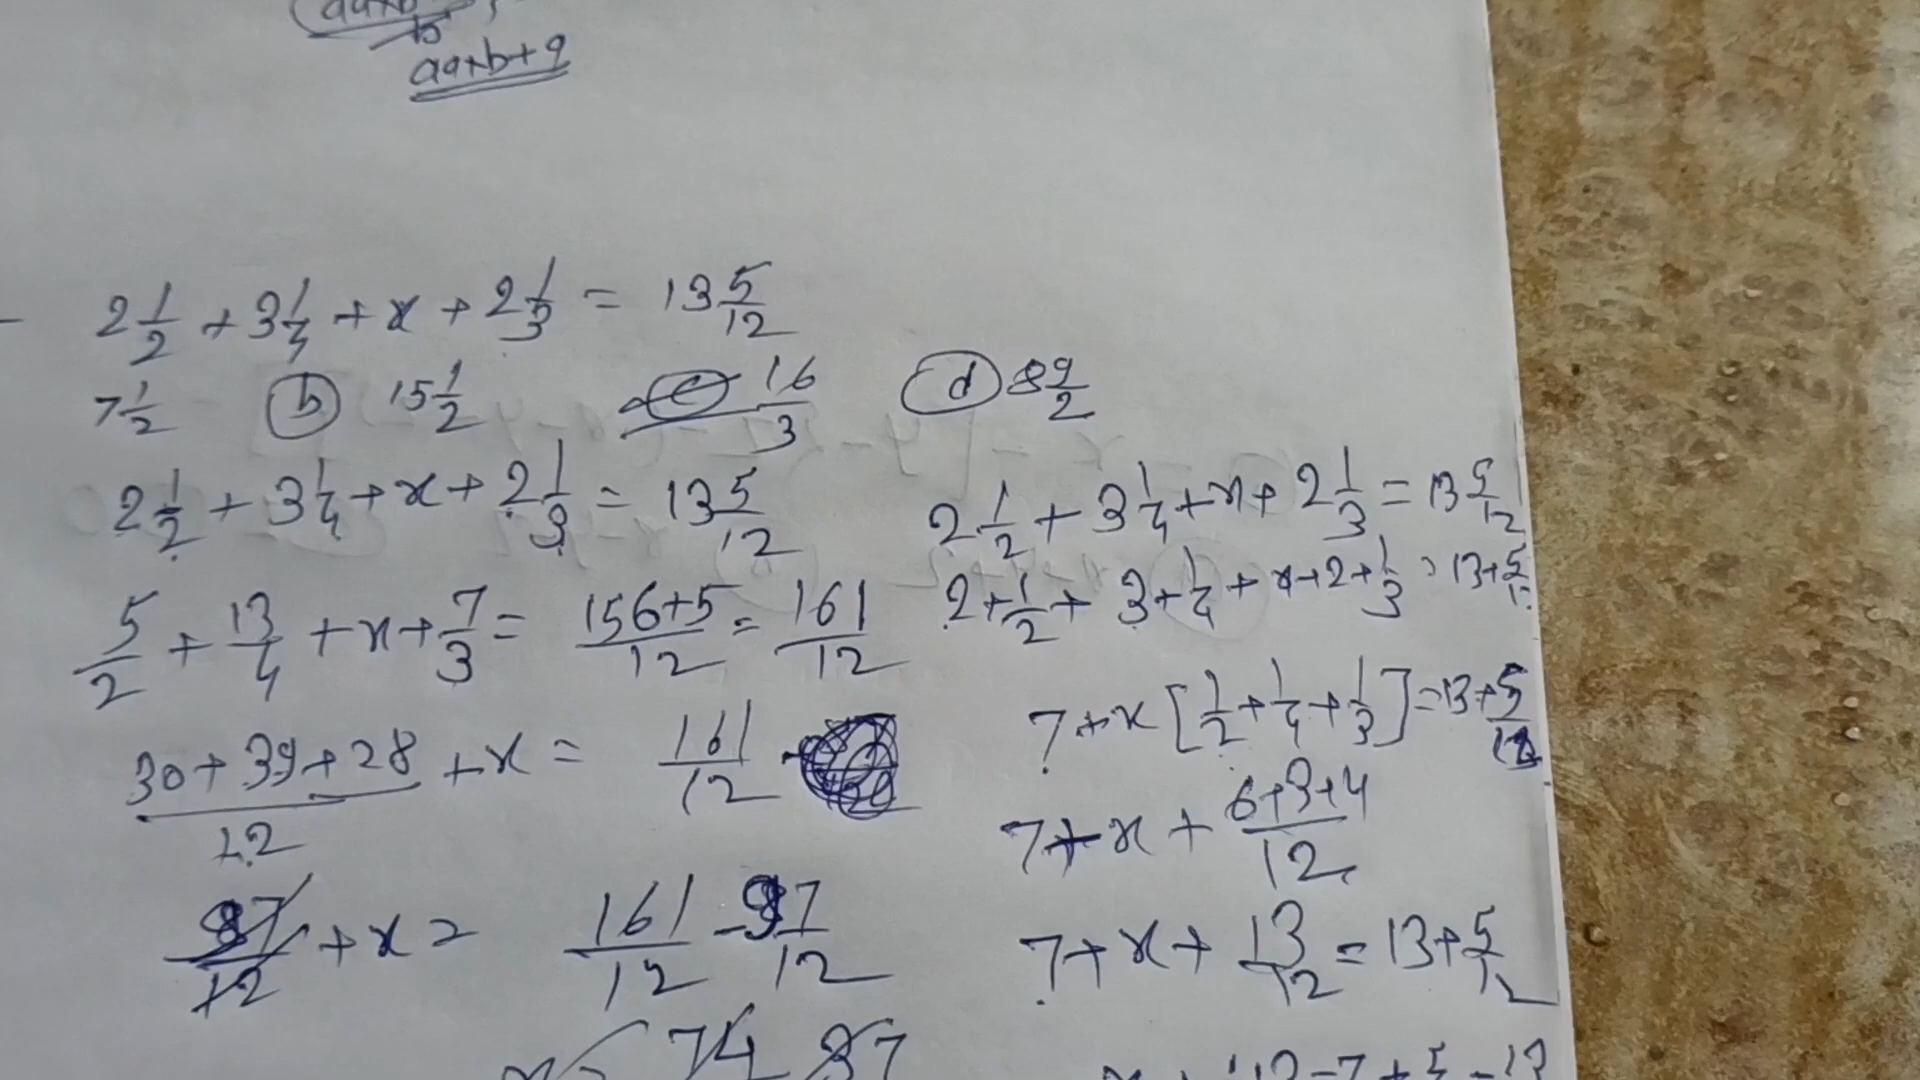 aa+b+9
2 1/2 + 3 1/4 + x + 2 1/3 = 13 5/12
7 1/2 (b) 15 1/2 (c) 16/3 (d) 8 9/2
2 1/2 + 3 1/4 + x + 2 1/3 = 13 5/12
5/2 + 13/4 + x + 7/3 = 156+5/12 = 161/12
30+39+28/12 + x = 161/12
87/12 + x = 161/12 - 97/12
74 87
2 1/2 + 3 1/4 + x + 2 1/3 = 13 5/12
2 + 1/2 + 3 + 1/4 + x + 2 + 1/3 = 13 + 5/12
7 + x [1/2 + 1/4 + 1/3] = 13 + 5/12
7 + x + 6+3+4/12
7 + x + 13/12 = 13 + 5/12